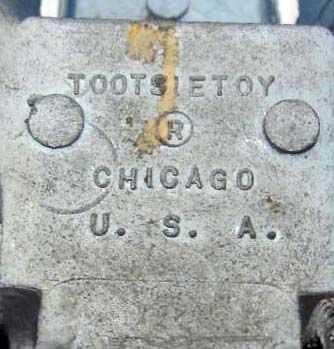 TOOTSIETOY
®
CHICAGO
U. S. A.